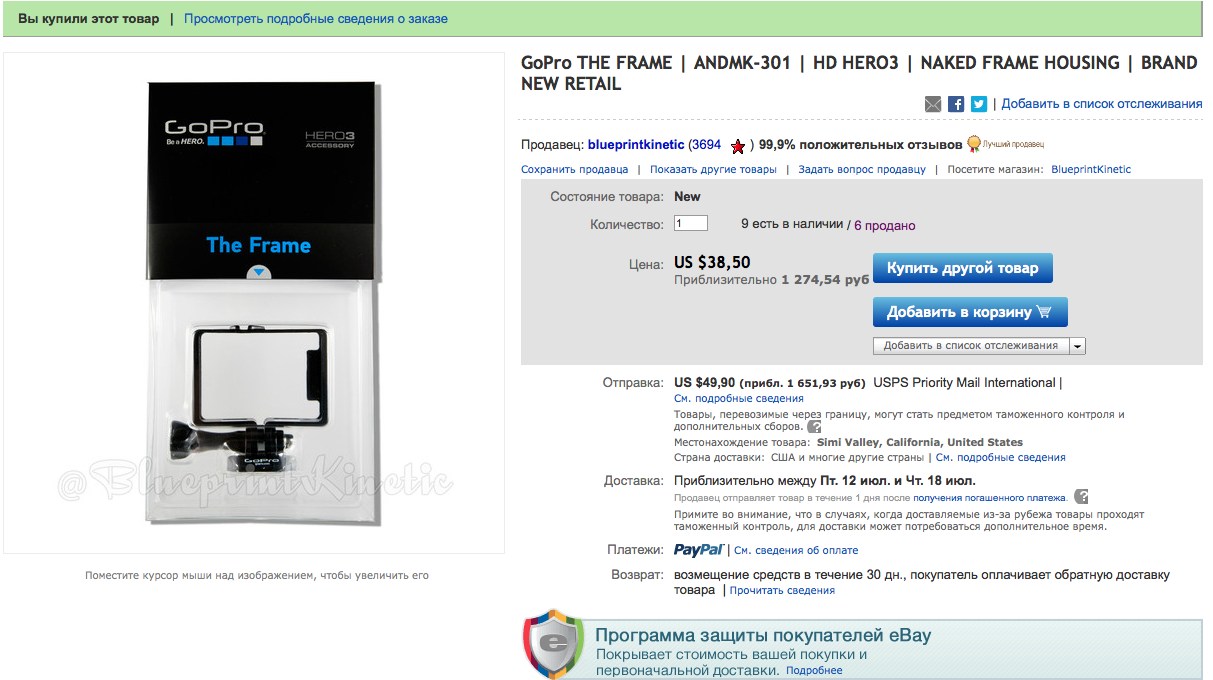 Вы купили этот товар | Просмотреть подробные сведения о заказе
GoPro
Be a HERO.
HERO3
ACCESSORY
The Frame
GoPro
@BlueprintKinetic
Поместите курсор мыши над изображением, чтобы увеличить его
GoPro THE FRAME | ANDMK-301 | HD HERO3 | NAKED FRAME HOUSING | BRAND
NEW RETAIL
| Добавить в список отслеживания
Продавец: blueprintkinetic (3694 ) 99,9% положительных отзывов Лучший продавец
Сохранить продавца | Показать другие товары | Задать вопрос продавцу | Посетите магазин: BlueprintKinetic
Состояние товара: New
Количество: 1 9 есть в наличии / 6 продано
Цена: US $38,50
Приблизительно 1 274,54 руб
Купить другой товар
Добавить в корзину
Добавить в список отслеживания
Отправка: US $49,90 (прибл. 1 651,93 руб) USPS Priority Mail International |
См. подробные сведения
Товары, перевозимые через границу, могут стать предметом таможенного контроля и
дополнительных сборов. ?
Местонахождение товара: Simi Valley, California, United States
Страна доставки: США и многие другие страны | См. подробные сведения
Доставка: Приблизительно между Пт. 12 июл. и Чт. 18 июл.
Продавец отправляет товар в течение 1 дня после получения погашенного платежа. ?
Примите во внимание, что в случаях, когда доставляемые из-за рубежа товары проходят
таможенный контроль, для доставки может потребоваться дополнительное время.
Платежи: PayPal | См. сведения об оплате
Возврат: возмещение средств в течение 30 дн., покупатель оплачивает обратную доставку
товара | Прочитать сведения
e
Программа защиты покупателей eBay
Покрывает стоимость вашей покупки и
первоначальной доставки. Подробнее